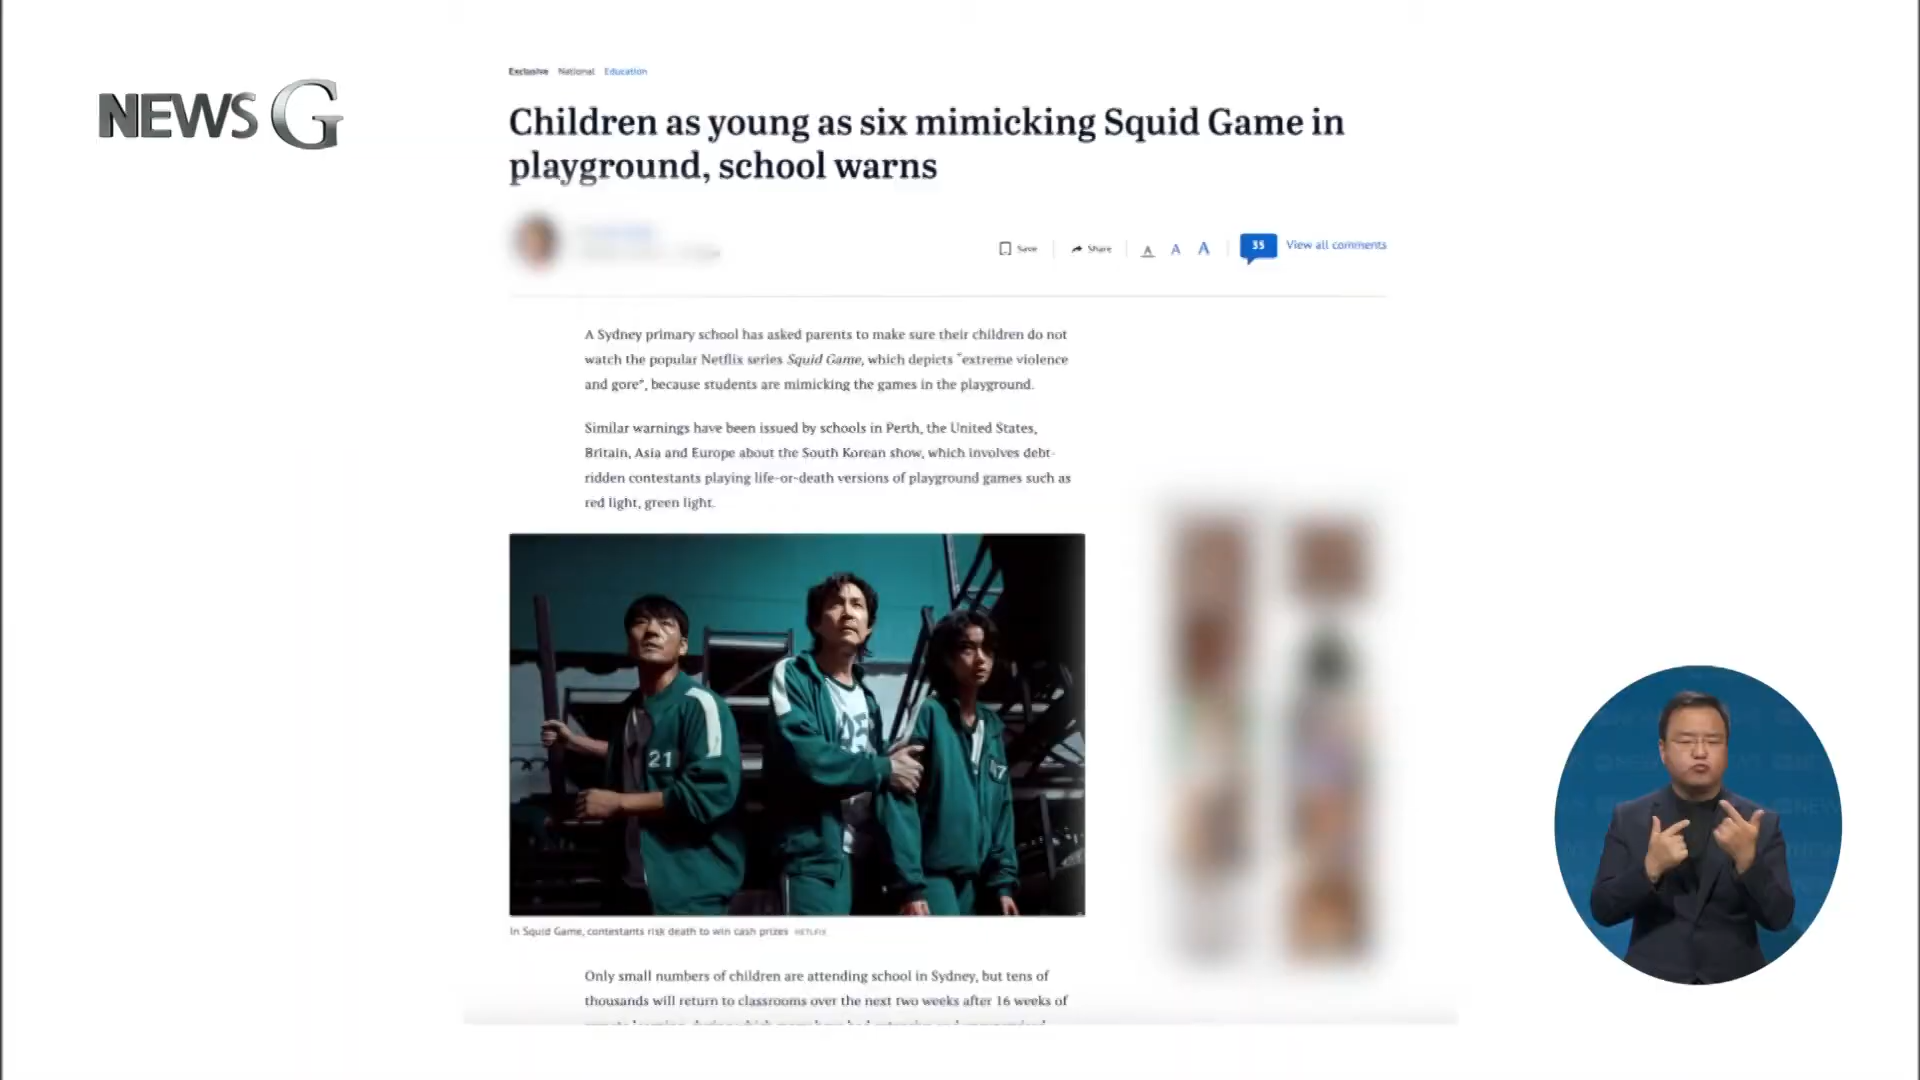 NEWS G
Exclusive National Education
Children as young as six mimicking Squid Game in
playground, school warns
Save Share A A A 35 View all comments
A Sydney primary school has asked parents to make sure their children do not
watch the popular Netflix series Squid Game, which depicts "extreme violence
and gore", because students are mimicking the games in the playground.
Similar warnings have been issued by schools in Perth, the United States,
Britain, Asia and Europe about the South Korean show, which involves debt-
ridden contestants playing life-or-death versions of playground games such as
red light, green light.
21
In Squid Game, contestants risk death to win cash prizes NETFLIX
Only small numbers of children are attending school in Sydney, but tens of
thousands will return to classrooms over the next two weeks after 16 weeks of